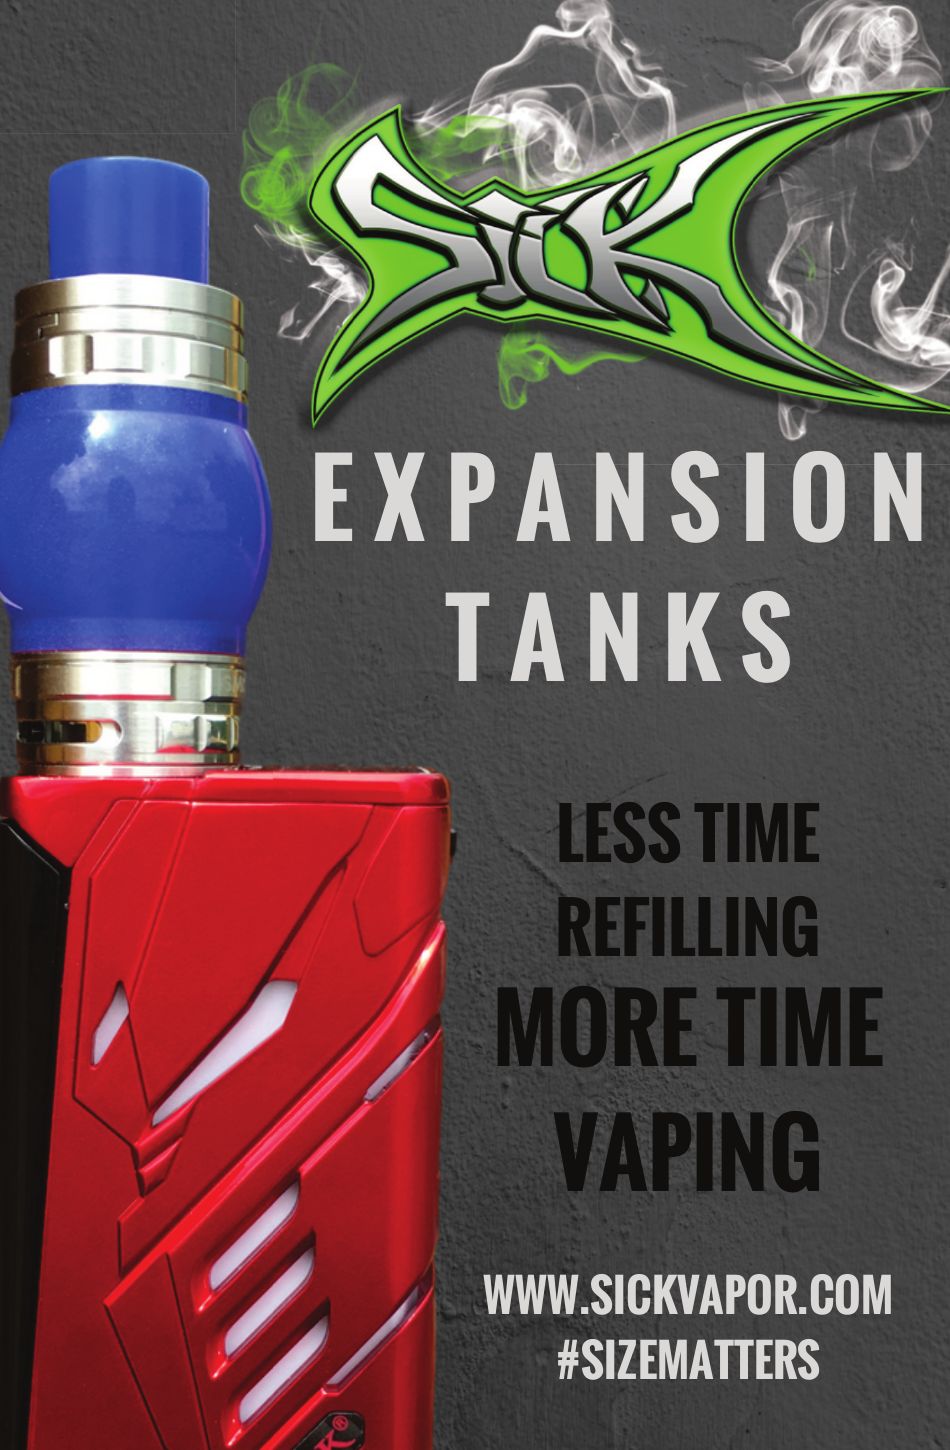 SicK
EXPANSION
TANKS
LESS TIME
REFILLING
MORE TIME
VAPING
WWW.SICKVAPOR.COM
#SIZEMATTERS